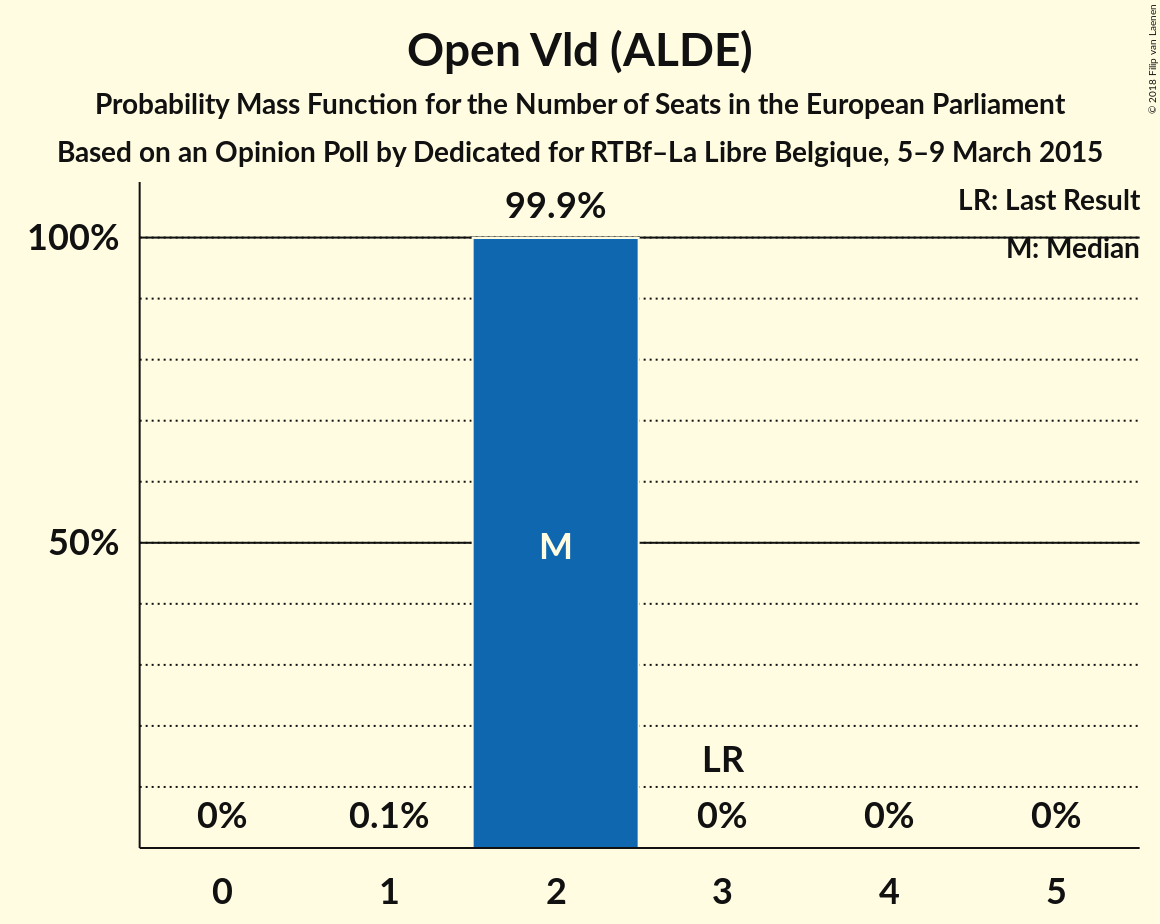 Open Vld (ALDE)
Probability Mass Function for the Number of Seats in the European Parliament
Based on an Opinion Poll by Dedicated for RTBf–La Libre Belgique, 5–9 March 2015
© 2018 Filip van Laenen
LR: Last Result
M: Median
99.9%
100%
50%
M
LR
0% 0.1% 0% 0% 0%
0 1 2 3 4 5